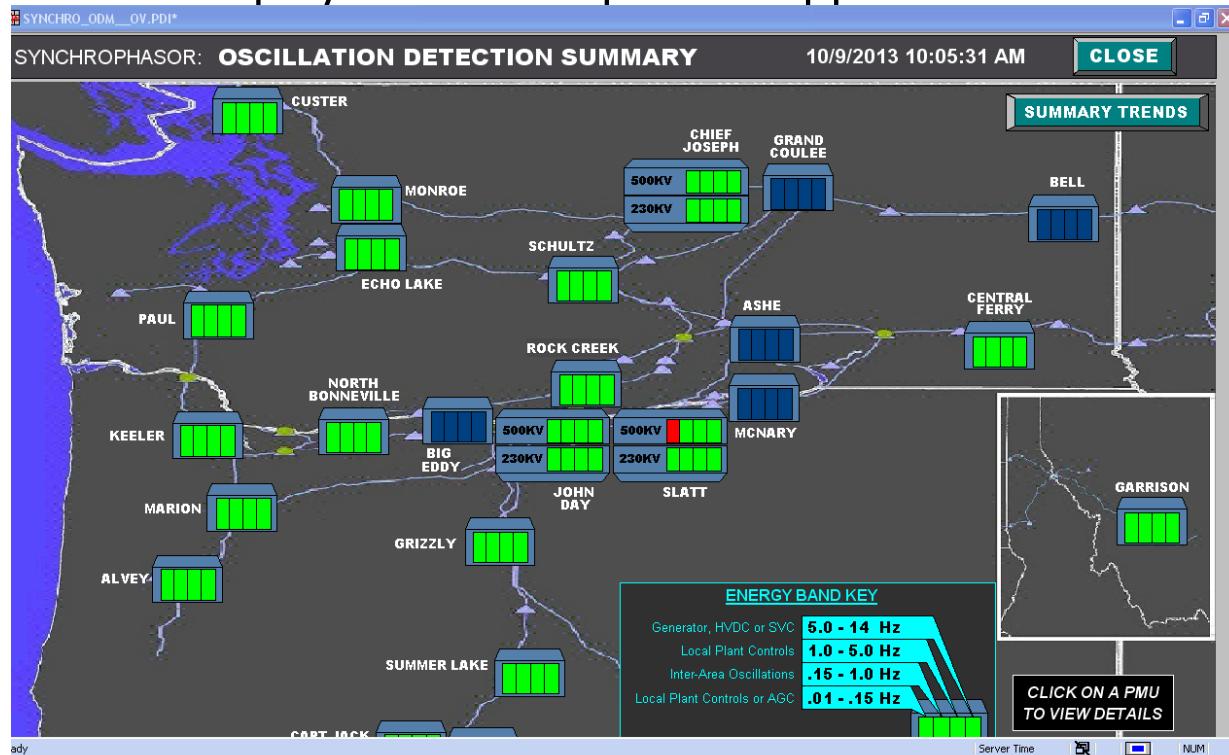 SYNCHRO_ODM__OV.PDI*
SYNCHROPHASOR: OSCILLATION DETECTION SUMMARY 10/9/2013 10:05:31 AM CLOSE
SUMMARY TRENDS
CUSTER
CHIEF
JOSEPH
GRAND
COULEE
500KV
230KV
BELL
MONROE
SCHULTZ
ECHO LAKE
PAUL
ASHE
CENTRAL
FERRY
ROCK CREEK
NORTH
BONNEVILLE
KEELER
BIG
EDDY
500KV
230KV
JOHN
DAY
500KV
230KV
SLATT
MCNARY
MARION
GARRISON
GRIZZLY
ALVEY
ENERGY BAND KEY
Generator, HVDC or SVC 5.0 - 14 Hz
Local Plant Controls 1.0 - 5.0 Hz
Inter-Area Oscillations .15 - 1.0 Hz
Local Plant Controls or AGC .01 - .15 Hz
SUMMER LAKE
CLICK ON A PMU
TO VIEW DETAILS
Server Time NUM